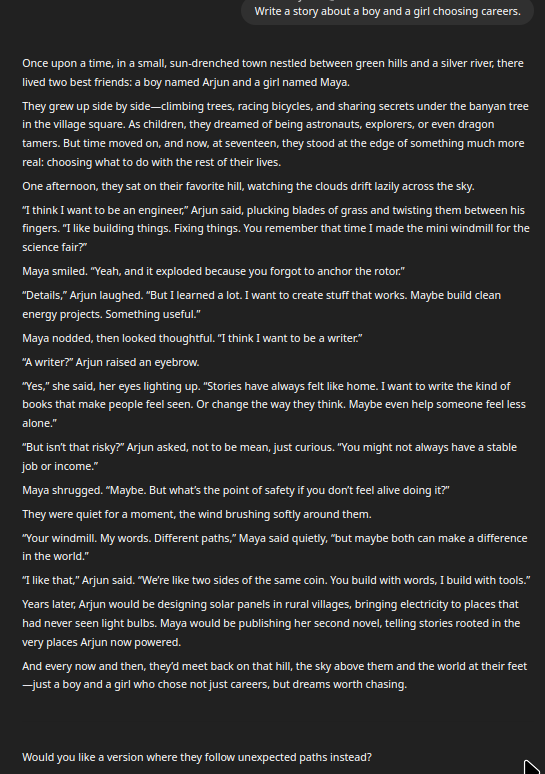 Write a story about a boy and a girl choosing careers.
Once upon a time, in a small, sun-drenched town nestled between green hills and a silver river, there
lived two best friends: a boy named Arjun and a girl named Maya.
They grew up side by side—climbing trees, racing bicycles, and sharing secrets under the banyan tree
in the village square. As children, they dreamed of being astronauts, explorers, or even dragon
tamers. But time moved on, and now, at seventeen, they stood at the edge of something much more
real: choosing what to do with the rest of their lives.
One afternoon, they sat on their favorite hill, watching the clouds drift lazily across the sky.
“I think I want to be an engineer,” Arjun said, plucking blades of grass and twisting them between his
fingers. “I like building things. Fixing things. You remember that time I made the mini windmill for the
science fair?”
Maya smiled. “Yeah, and it exploded because you forgot to anchor the rotor.”
“Details,” Arjun laughed. “But I learned a lot. I want to create stuff that works. Maybe build clean
energy projects. Something useful.”
Maya nodded, then looked thoughtful. “I think I want to be a writer.”
“A writer?” Arjun raised an eyebrow.
“Yes,” she said, her eyes lighting up. “Stories have always felt like home. I want to write the kind of
books that make people feel seen. Or change the way they think. Maybe even help someone feel less
alone.”
“But isn’t that risky?” Arjun asked, not to be mean, just curious. “You might not always have a stable
job or income.”
Maya shrugged. “Maybe. But what’s the point of safety if you don’t feel alive doing it?”
They were quiet for a moment, the wind brushing softly around them.
“Your windmill. My words. Different paths,” Maya said quietly, “but maybe both can make a difference
in the world.”
“I like that,” Arjun said. “We’re like two sides of the same coin. You build with words, I build with tools.”
Years later, Arjun would be designing solar panels in rural villages, bringing electricity to places that
had never seen light bulbs. Maya would be publishing her second novel, telling stories rooted in the
very places Arjun now powered.
And every now and then, they’d meet back on that hill, the sky above them and the world at their feet
—just a boy and a girl who chose not just careers, but dreams worth chasing.
Would you like a version where they follow unexpected paths instead?